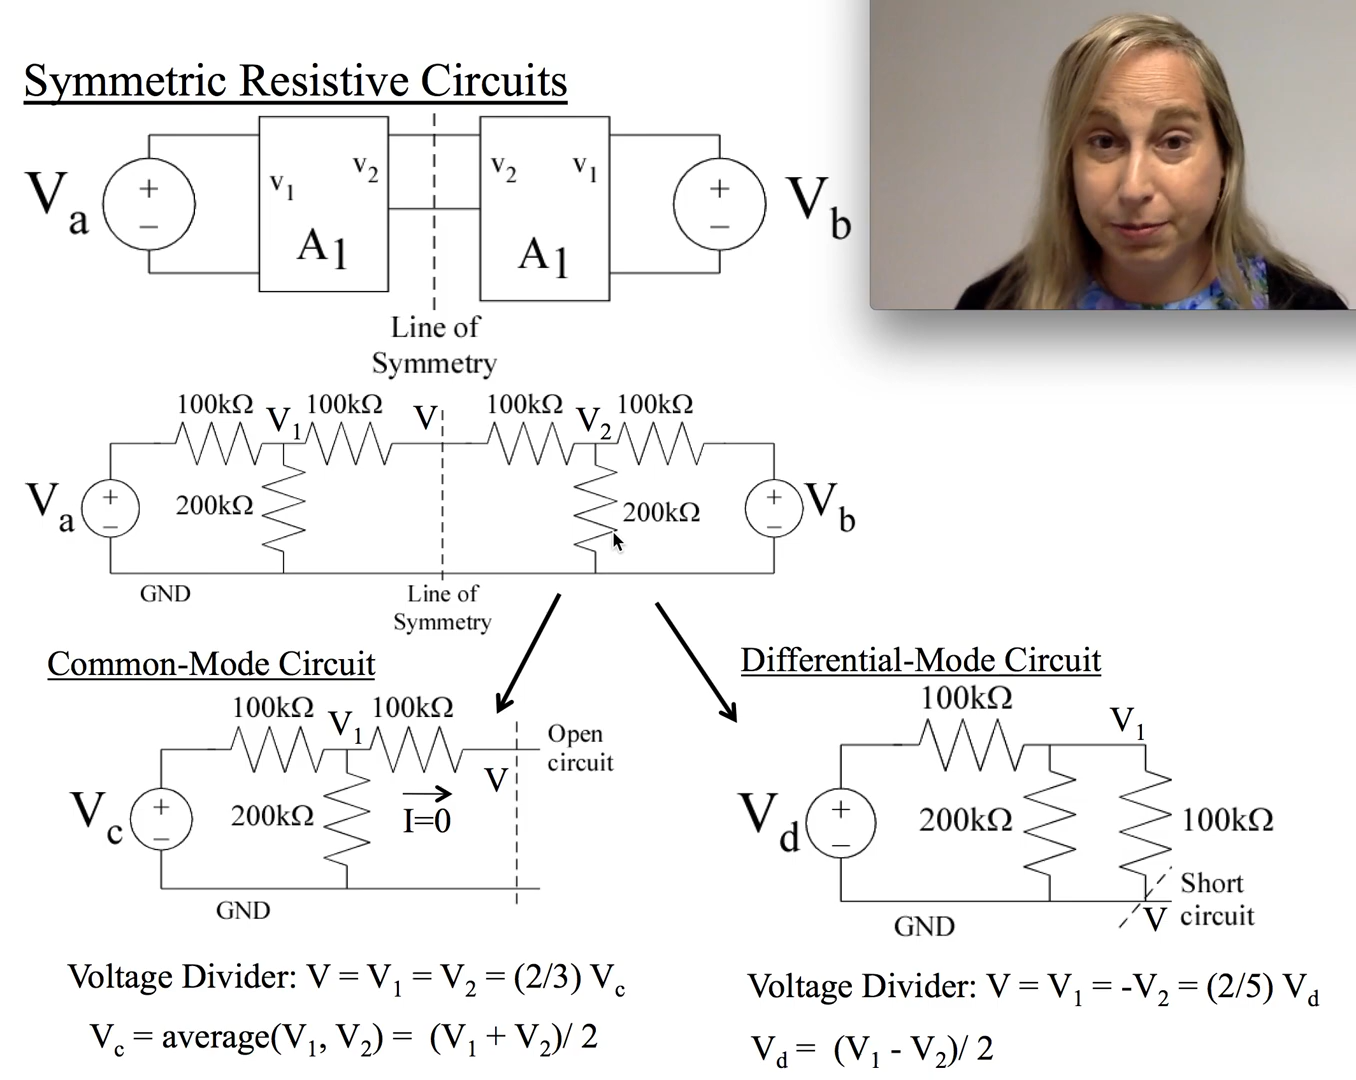 Symmetric Resistive Circuits
Va
+
−
v1
v2
A1
v2
v1
A1
+
−
Vb
Line of
Symmetry
100kΩ
V1
100kΩ
V
100kΩ
V2
100kΩ
Va
+
−
200kΩ
200kΩ
+
−
Vb
GND
Line of
Symmetry
Common-Mode Circuit
100kΩ
V1
100kΩ
Open
circuit
V
Vc
+
−
200kΩ
I=0
GND
Voltage Divider: V = V1 = V2 = (2/3) Vc
Vc = average(V1, V2) = (V1 + V2)/ 2
Differential-Mode Circuit
100kΩ
V1
Vd
+
−
200kΩ
100kΩ
Short
circuit
V
GND
Voltage Divider: V = V1 = -V2 = (2/5) Vd
Vd = (V1 - V2)/ 2